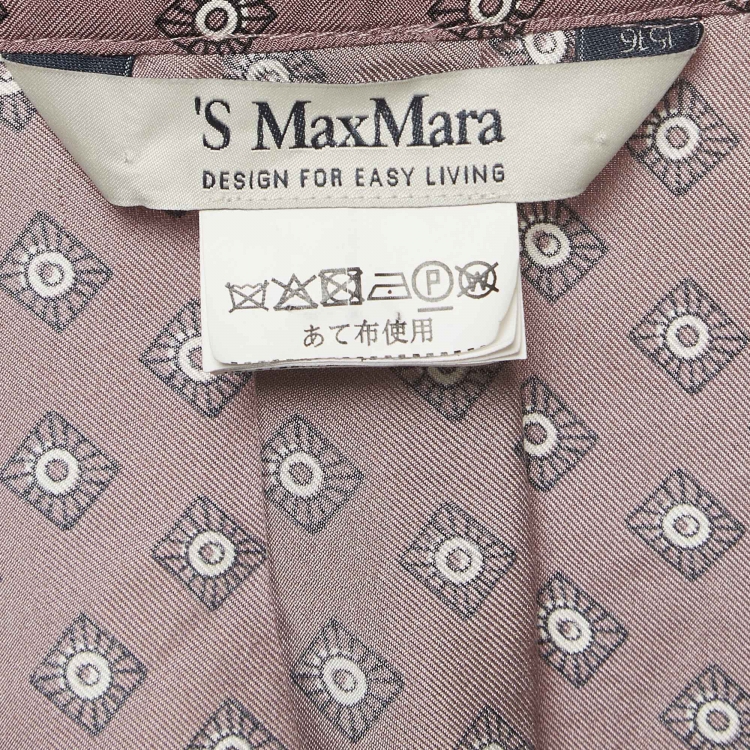 'S MaxMara
DESIGN FOR EASY LIVING
P
W
あて布使用